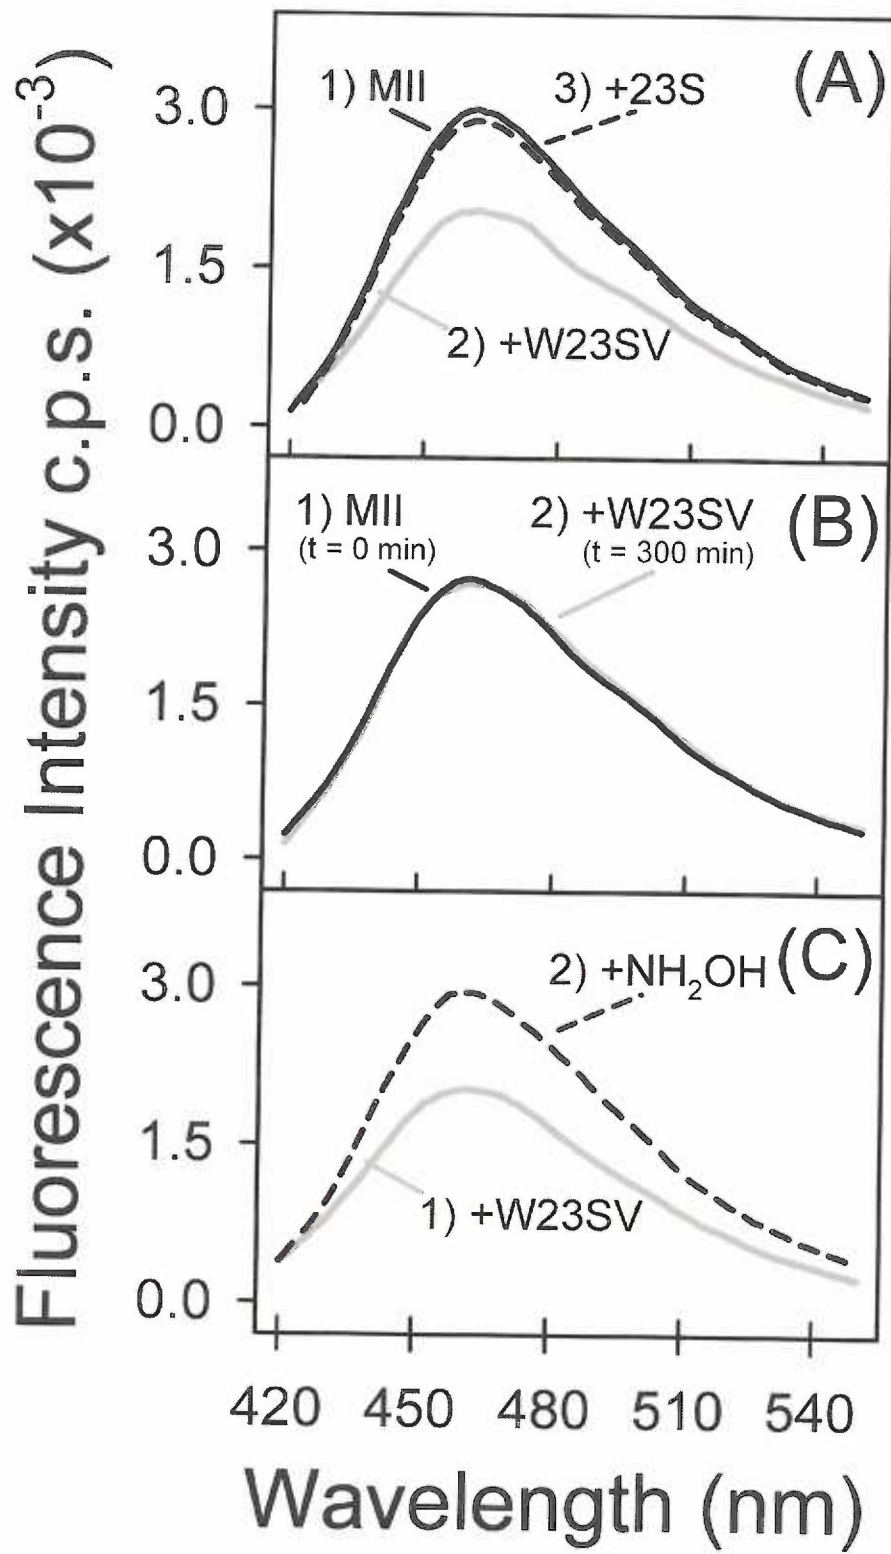 Fluorescence Intensity c.p.s. (x10⁻³)
(A)
1) MII
3) +23S
2) +W23SV
3.0
1.5
0.0
(B)
1) MII
(t = 0 min)
2) +W23SV
(t = 300 min)
3.0
1.5
0.0
(C)
2) +NH₂OH
1) +W23SV
3.0
1.5
0.0
420 450 480 510 540
Wavelength (nm)